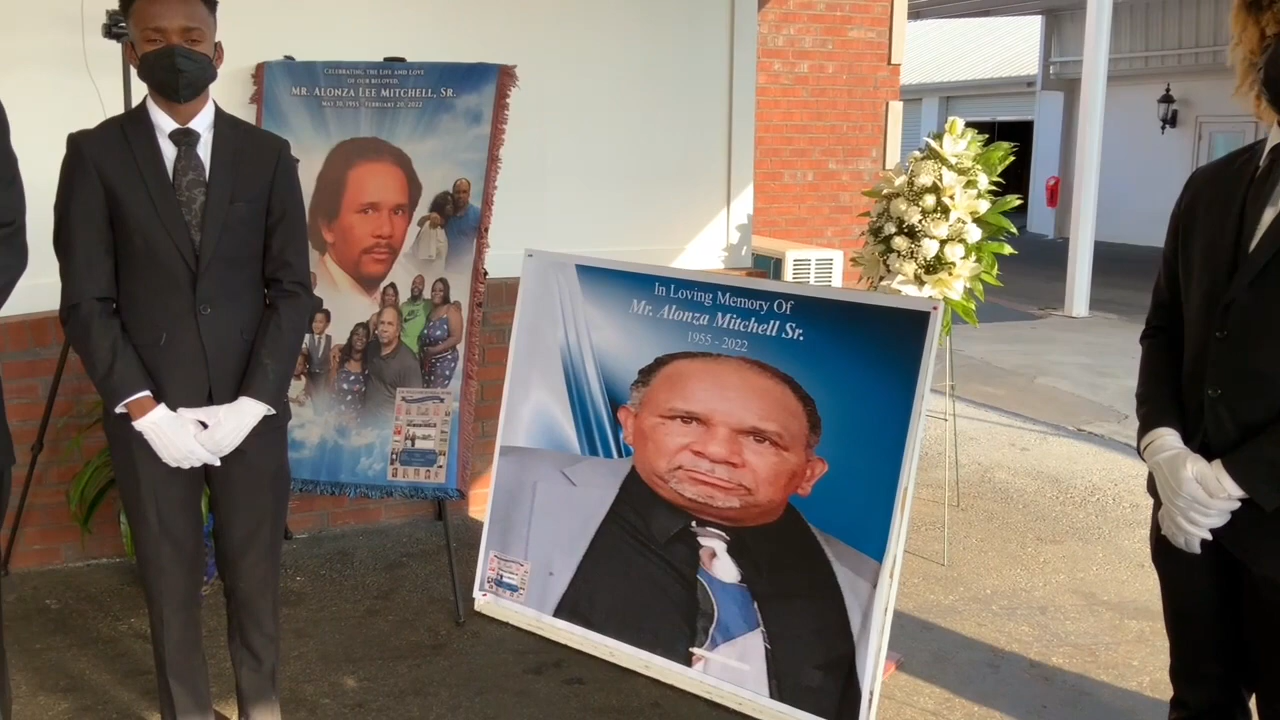 CELEBRATING, THE LIFE AND LOVE
OF OUR BELOVED,
MR. ALONZA LEE MITCHELL, SR.
MAY 30, 1955 - FEBRUARY 20, 2022
In Loving Memory Of
Mr. Alonza Mitchell Sr.
1955 - 2022